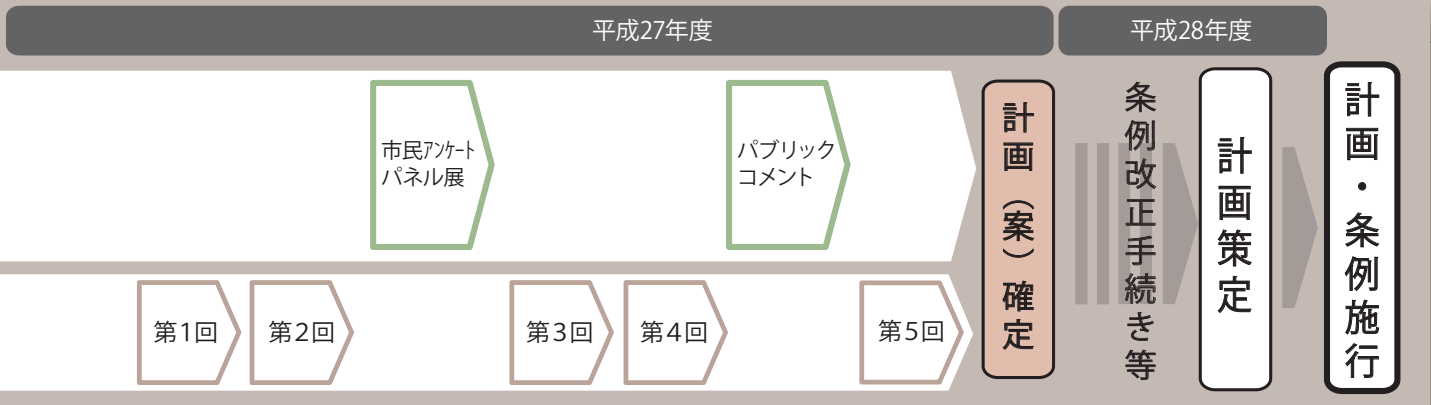 平成27年度
平成28年度
市民アンケート
パネル展
パブリック
コメント
第1回
第2回
第3回
第4回
第5回
計画（案）確定
条例改正手続き等
計画策定
計画・条例施行